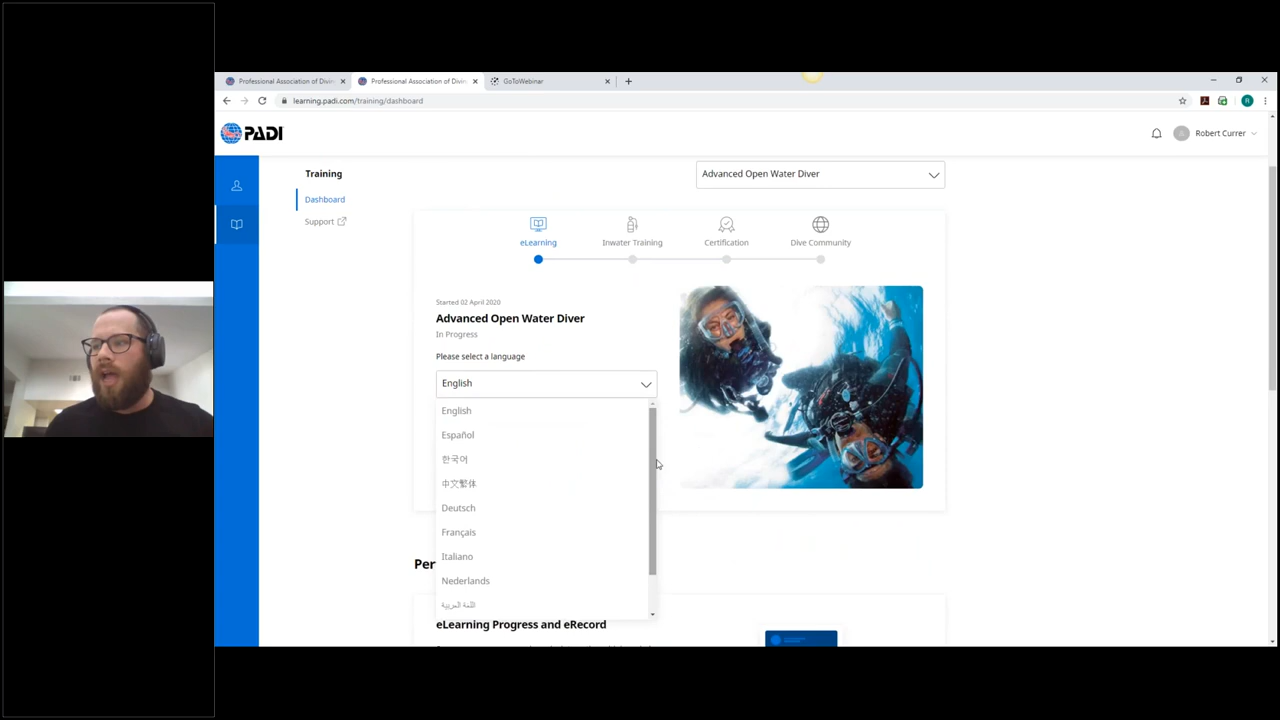 Professional Association of Divin
Professional Association of Divin
GoToWebinar
learning.padi.com/training/dashboard
PADI
Robert Currer
Training
Advanced Open Water Diver
Dashboard
Support
eLearning
Inwater Training
Certification
Dive Community
Started 02 April 2020
Advanced Open Water Diver
In Progress
Please select a language
English
English
Español
한국어
中文繁体
Deutsch
Français
Italiano
Nederlands
اللغة العربية
Per
eLearning Progress and eRecord